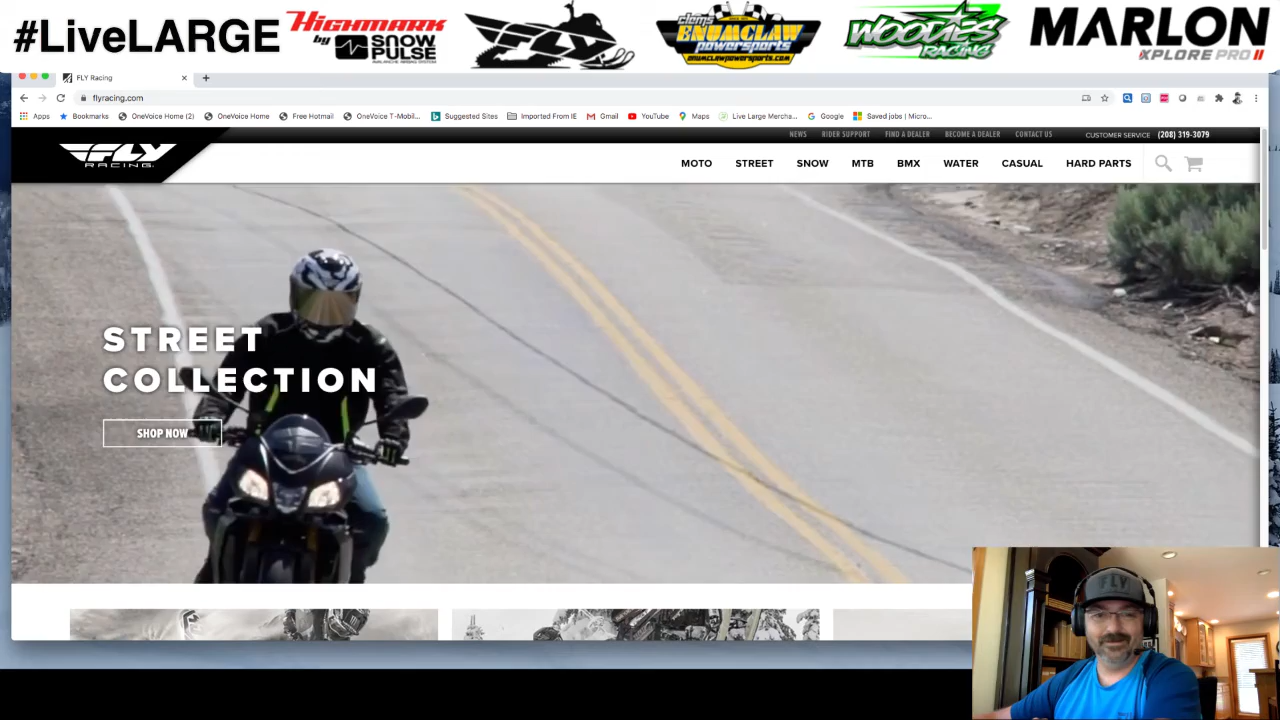 #LiveLARGE
HIGHMARK
by SNOW
PULSE
AVALANCHE AIRBAG SYSTEM
FLY
clems
ENUMCLAW
powersports
ENUMCLAWPOWERSPORTS.COM
WOODIES
RACING
MARLON
XPLORE PRO II
FLY Racing
flyracing.com
Apps Bookmarks OneVoice Home (2) OneVoice Home Free Hotmail OneVoice T-Mobil... Suggested Sites Imported From IE Gmail YouTube Maps Live Large Mercha... Google Saved jobs | Micro...
NEWS RIDER SUPPORT FIND A DEALER BECOME A DEALER CONTACT US CUSTOMER SERVICE (208) 319-3079
FLY
RACING
MOTO STREET SNOW MTB BMX WATER CASUAL HARD PARTS
STREET
COLLECTION
SHOP NOW
FLY